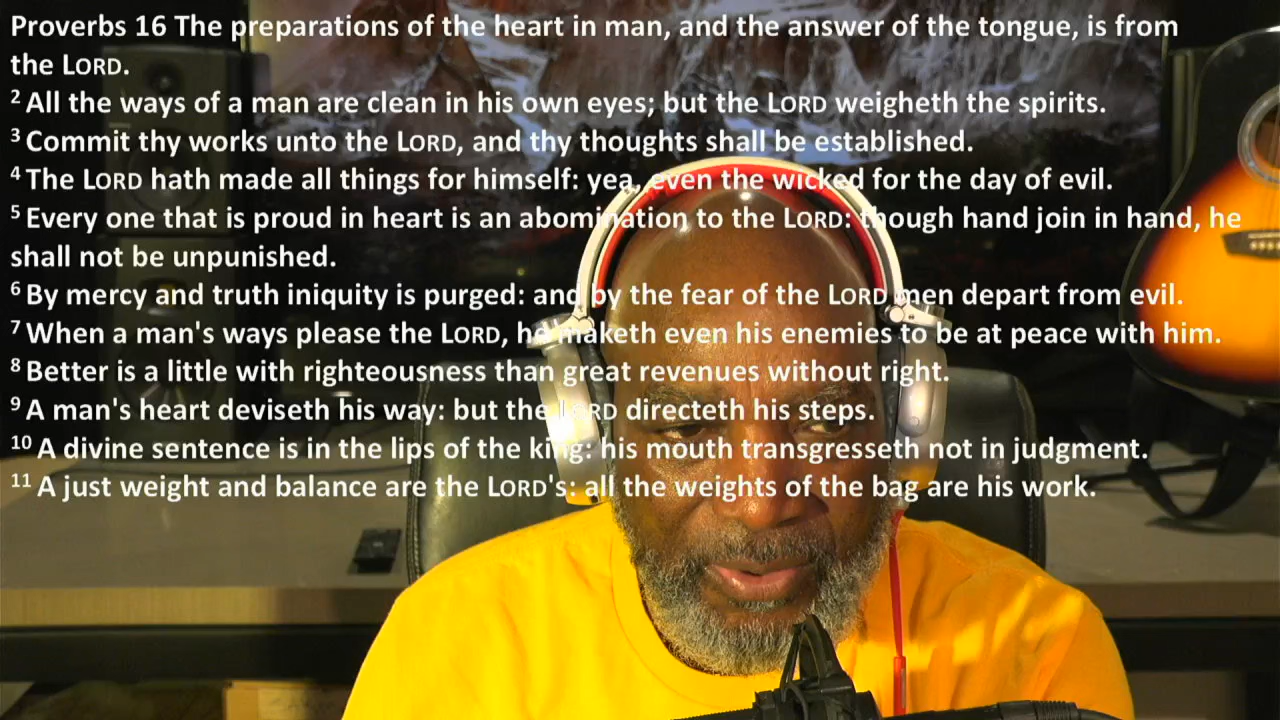 Proverbs 16 The preparations of the heart in man, and the answer of the tongue, is from
the LORD.
2 All the ways of a man are clean in his own eyes; but the LORD weigheth the spirits.
3 Commit thy works unto the LORD, and thy thoughts shall be established.
4 The LORD hath made all things for himself: yea, even the wicked for the day of evil.
5 Every one that is proud in heart is an abomination to the LORD: though hand join in hand, he
shall not be unpunished.
6 By mercy and truth iniquity is purged: and by the fear of the LORD men depart from evil.
7 When a man's ways please the LORD, he maketh even his enemies to be at peace with him.
8 Better is a little with righteousness than great revenues without right.
9 A man's heart deviseth his way: but the LORD directeth his steps.
10 A divine sentence is in the lips of the king: his mouth transgresseth not in judgment.
11 A just weight and balance are the LORD's: all the weights of the bag are his work.